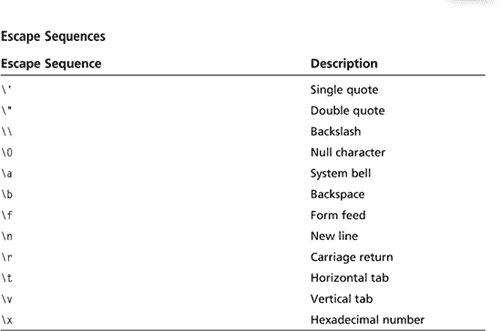 Escape Sequences
Escape Sequence Description
\' Single quote
\" Double quote
\\ Backslash
\0 Null character
\a System bell
\b Backspace
\f Form feed
\n New line
\r Carriage return
\t Horizontal tab
\v Vertical tab
\x Hexadecimal number